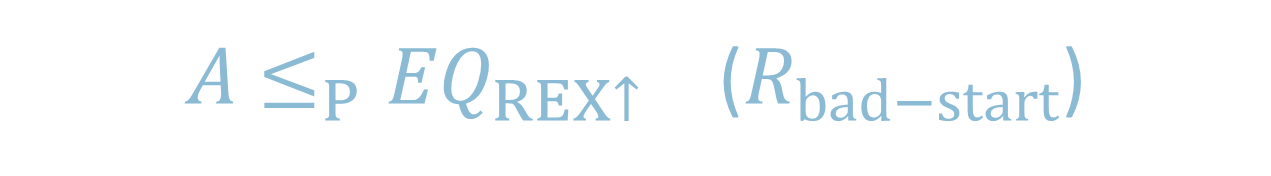 𝐴 ≤P 𝐸𝑄REX↑ (𝑅bad−start)